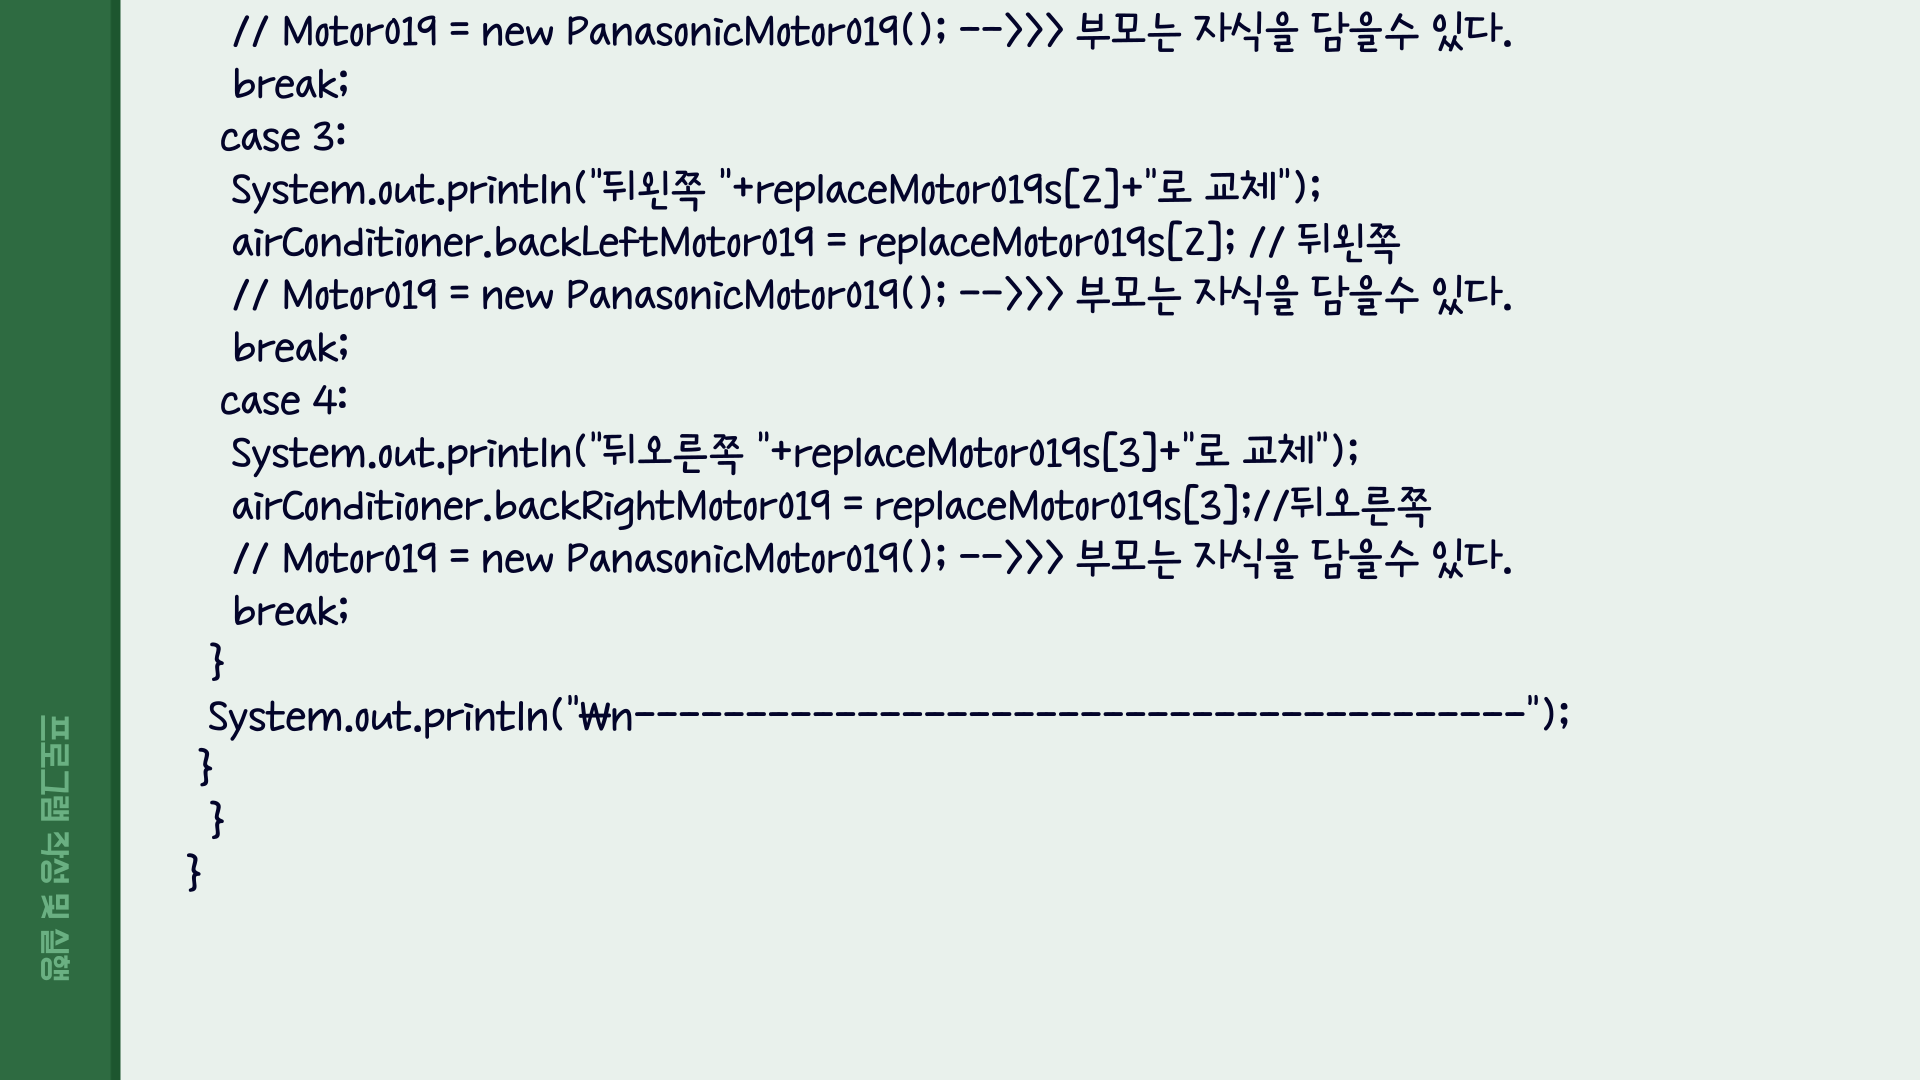 // Motor019 = new PanasonicMotor019(); -->>> 부모는 자식을 담을수 있다.
break;
case 3:
System.out.println("뒤왼쪽 "+replaceMotor019s[2]+"로 교체");
airConditioner.backLeftMotor019 = replaceMotor019s[2]; // 뒤왼쪽
// Motor019 = new PanasonicMotor019(); -->>> 부모는 자식을 담을수 있다.
break;
case 4:
System.out.println("뒤오른쪽 "+replaceMotor019s[3]+"로 교체");
airConditioner.backRightMotor019 = replaceMotor019s[3];//뒤오른쪽
// Motor019 = new PanasonicMotor019(); -->>> 부모는 자식을 담을수 있다.
break;
}
System.out.println("₩n----------------------------------------");
}
}
}
프로그램 작성 및 실행